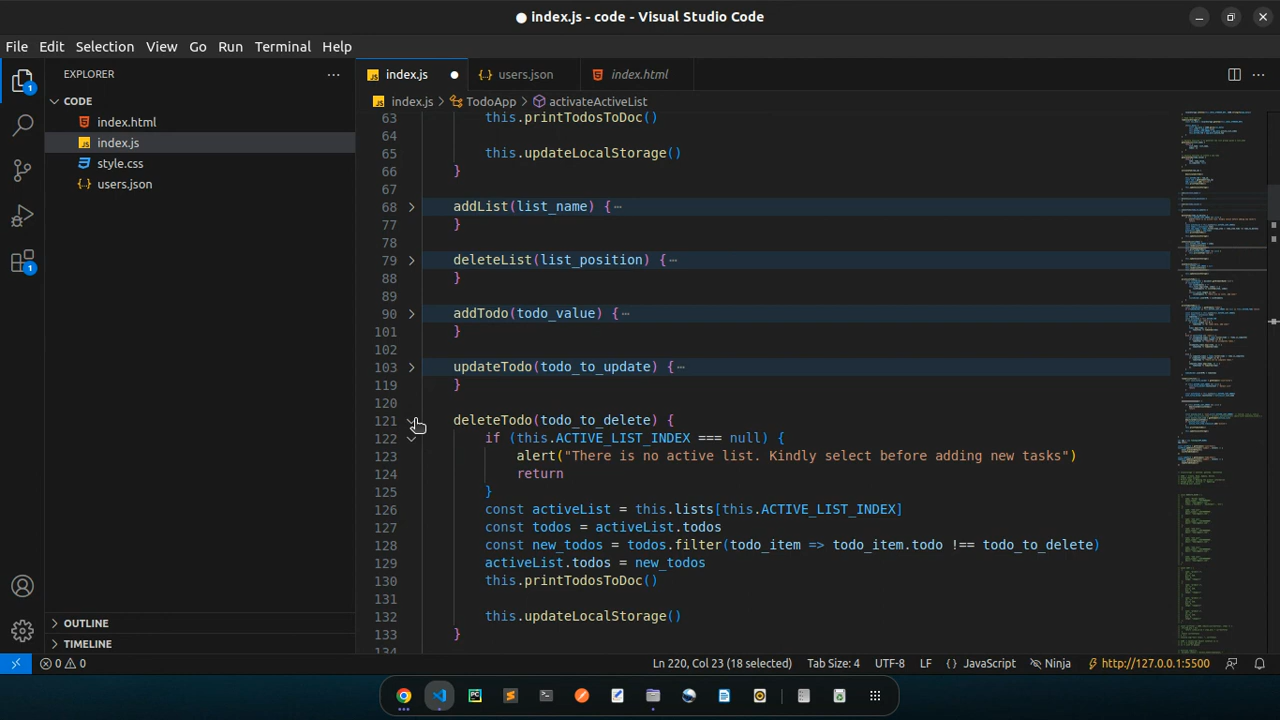 ● index.js - code - Visual Studio Code
File Edit Selection View Go Run Terminal Help
EXPLORER ···
CODE
index.html
index.js
style.css
users.json
OUTLINE
TIMELINE
1
1
JS index.js ●
{} users.json
index.html
···
JS index.js > TodoApp > activateActiveList
63 this.printTodosToDoc()
64
65 this.updateLocalStorage()
66 }
67
68 addList(list_name) {···
77 }
78
79 deleteList(list_position) {···
88 }
89
90 addTodo(todo_value) {···
101 }
102
103 updateTodo(todo_to_update) {···
119 }
120
121 deleteTodo(todo_to_delete) {
122 if (this.ACTIVE_LIST_INDEX === null) {
123 alert("There is no active list. Kindly select before adding new tasks")
124 return
125 }
126 const activeList = this.lists[this.ACTIVE_LIST_INDEX]
127 const todos = activeList.todos
128 const new_todos = todos.filter(todo_item => todo_item.todo !== todo_to_delete)
129 activeList.todos = new_todos
130 this.printTodosToDoc()
131
132 this.updateLocalStorage()
133 }
134
0 0 Ln 220, Col 23 (18 selected) Tab Size: 4 UTF-8 LF {} JavaScript Ninja http://127.0.0.1:5500